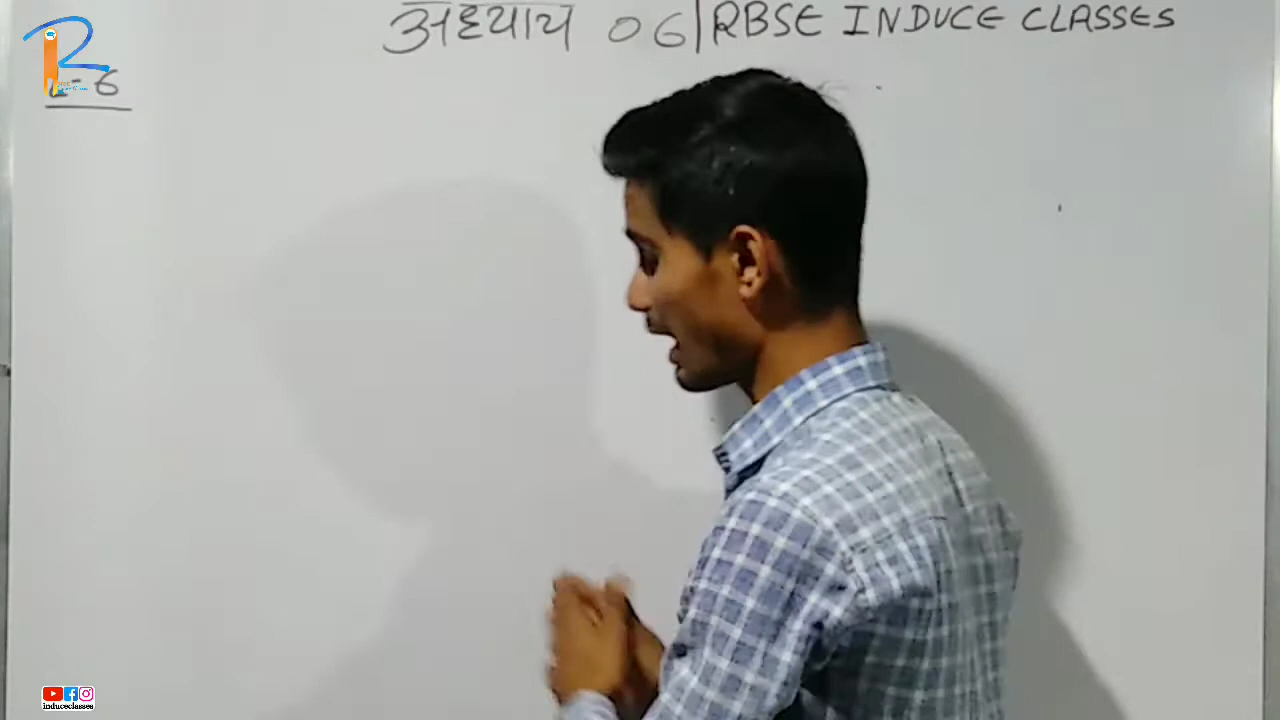 अध्याय 06 | RBSE INDUCE CLASSES
L-6
induceclasses